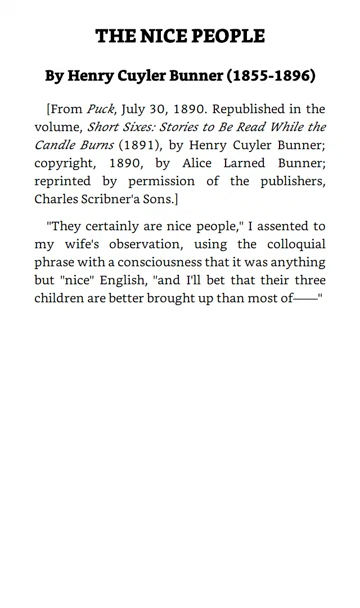 THE NICE PEOPLE
By Henry Cuyler Bunner (1855-1896)
[From Puck, July 30, 1890. Republished in the
volume, Short Sixes: Stories to Be Read While the
Candle Burns (1891), by Henry Cuyler Bunner;
copyright, 1890, by Alice Larned Bunner;
reprinted by permission of the publishers,
Charles Scribner'a Sons.]
"They certainly are nice people," I assented to
my wife's observation, using the colloquial
phrase with a consciousness that it was anything
but "nice" English, "and I'll bet that their three
children are better brought up than most of——"